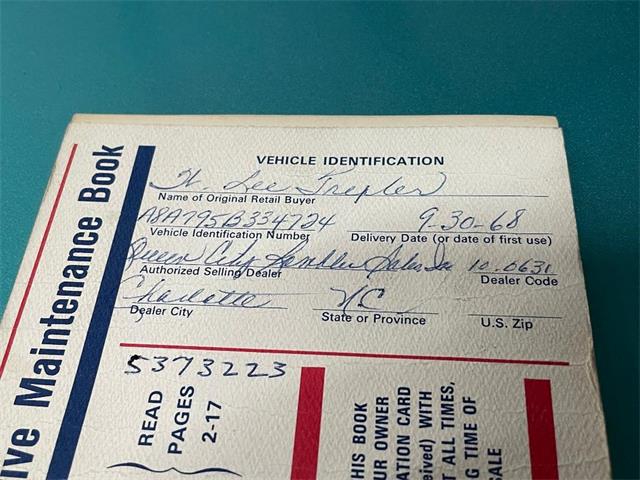 VEHICLE IDENTIFICATION
H. Lee
Name of Original Retail Buyer
A8A795B334724 9-30-68
Vehicle Identification Number Delivery Date (or date of first use)
Queen City Rambler Sales Inc 10.0631
Authorized Selling Dealer Dealer Code
Charlotte NC
Dealer City State or Province U.S. Zip
5373223
READ
PAGES
2-17
ive Maintenance Book
HIS BOOK
UR OWNER
ATION CARD
eived) WITH
T ALL TIMES,
NG TIME OF
SALE